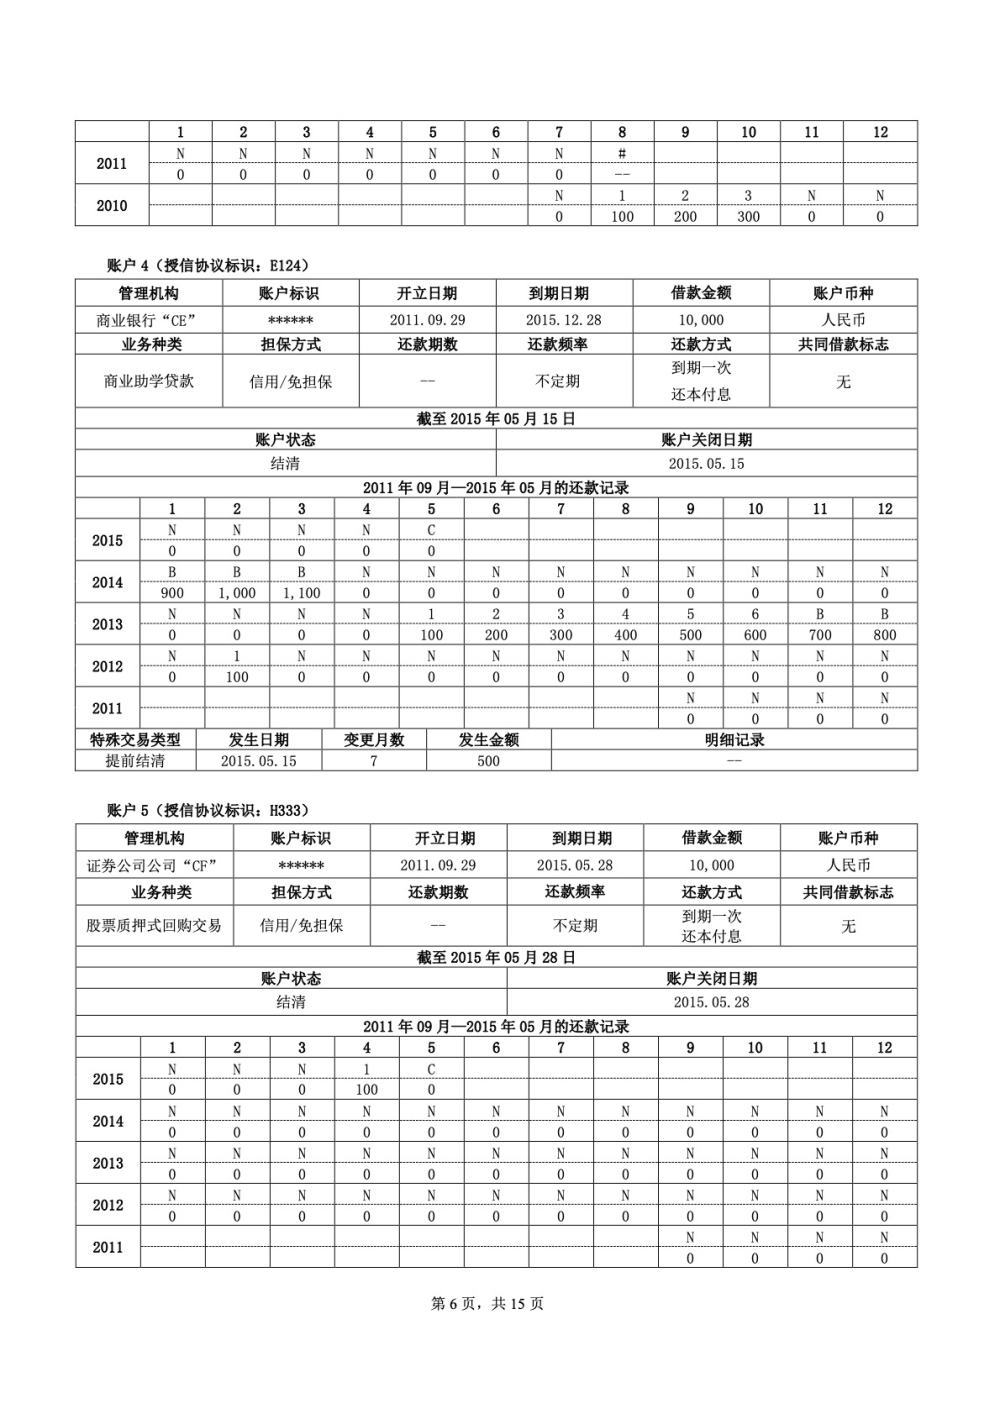 1 2 3 4 5 6 7 8 9 10 11 12
2011
N N N N N N N #
0 0 0 0 0 0 0 --
2010
N 1 2 3 N N
0 100 200 300 0 0
账户 4（授信协议标识：E124）
管理机构 账户标识 开立日期 到期日期 借款金额 账户币种
商业银行“CE” ****** 2011.09.29 2015.12.28 10,000 人民币
业务种类 担保方式 还款期数 还款频率 还款方式 共同借款标志
商业助学贷款 信用/免担保 -- 不定期 到期一次 无
还本付息
截至 2015 年 05 月 15 日
账户状态 账户关闭日期
结清 2015.05.15
2011 年 09 月—2015 年 05 月的还款记录
1 2 3 4 5 6 7 8 9 10 11 12
2015
N N N N C
0 0 0 0 0
2014
B B B N N N N N N N N N
900 1,000 1,100 0 0 0 0 0 0 0 0 0
2013
N N N N 1 2 3 4 5 6 B B
0 0 0 0 100 200 300 400 500 600 700 800
2012
N 1 N N N N N N N N N N
0 100 0 0 0 0 0 0 0 0 0 0
2011
N N N N
0 0 0 0
特殊交易类型 发生日期 变更月数 发生金额 明细记录
提前结清 2015.05.15 7 500 --
账户 5（授信协议标识：H333）
管理机构 账户标识 开立日期 到期日期 借款金额 账户币种
证券公司公司“CF” ****** 2011.09.29 2015.05.28 10,000 人民币
业务种类 担保方式 还款期数 还款频率 还款方式 共同借款标志
股票质押式回购交易 信用/免担保 -- 不定期 到期一次 无
还本付息
截至 2015 年 05 月 28 日
账户状态 账户关闭日期
结清 2015.05.28
2011 年 09 月—2015 年 05 月的还款记录
1 2 3 4 5 6 7 8 9 10 11 12
2015
N N N 1 C
0 0 0 100 0
2014
N N N N N N N N N N N N
0 0 0 0 0 0 0 0 0 0 0 0
2013
N N N N N N N N N N N N
0 0 0 0 0 0 0 0 0 0 0 0
2012
N N N N N N N N N N N N
0 0 0 0 0 0 0 0 0 0 0 0
2011
N N N N
0 0 0 0
第 6 页，共 15 页